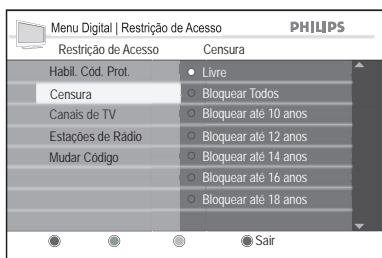 Menu Digital | Restrição de Acesso PHILIPS
Restrição de Acesso Censura
Habil. Cód. Prot. Livre
Censura Bloquear Todos
Canais de TV Bloquear até 10 anos
Estações de Rádio Bloquear até 12 anos
Mudar Código Bloquear até 14 anos
Bloquear até 16 anos
Bloquear até 18 anos
Sair